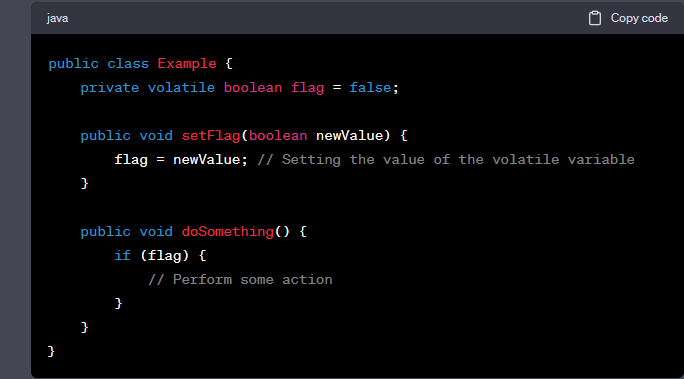 java
Copy code
public class Example {
    private volatile boolean flag = false;
    public void setFlag(boolean newValue) {
        flag = newValue; // Setting the value of the volatile variable
    }
    public void doSomething() {
        if (flag) {
            // Perform some action
        }
    }
}